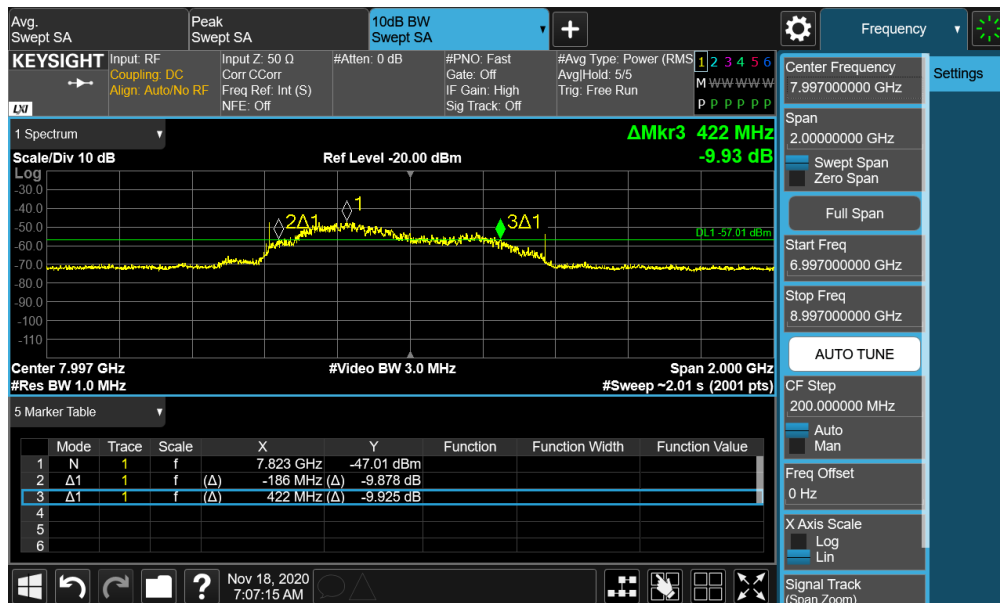 Avg.
Swept SA
Peak
Swept SA
10dB BW
Swept SA
Frequency
KEYSIGHT
LXI
Input: RF
Coupling: DC
Align: Auto/No RF
Input Z: 50 Ω
Corr CCorr
Freq Ref: Int (S)
NFE: Off
#Atten: 0 dB
#PNO: Fast
Gate: Off
IF Gain: High
Sig Track: Off
#Avg Type: Power (RMS
Avg|Hold: 5/5
Trig: Free Run
1 2 3 4 5 6
M W W W W W
P P P P P P
1 Spectrum
ΔMkr3 422 MHz
-9.93 dB
Scale/Div 10 dB
Ref Level -20.00 dBm
Log
-30.0
-40.0
-50.0
-60.0
-70.0
-80.0
-90.0
-100
-110
1
2Δ1
3Δ1
DL1 -57.01 dBm
Center 7.997 GHz
#Video BW 3.0 MHz
Span 2.000 GHz
#Res BW 1.0 MHz
#Sweep ~2.01 s (2001 pts)
5 Marker Table
Mode Trace Scale X Y Function Function Width Function Value
1 N 1 f 7.823 GHz -47.01 dBm
2 Δ1 1 f (Δ) -186 MHz (Δ) -9.878 dB
3 Δ1 1 f (Δ) 422 MHz (Δ) -9.925 dB
4
5
6
Nov 18, 2020
7:07:15 AM
?
Center Frequency
7.997000000 GHz
Span
2.00000000 GHz
Swept Span
Zero Span
Full Span
Start Freq
6.997000000 GHz
Stop Freq
8.997000000 GHz
AUTO TUNE
CF Step
200.000000 MHz
Auto
Man
Freq Offset
0 Hz
X Axis Scale
Log
Lin
Signal Track
(Span Zoom)
Settings